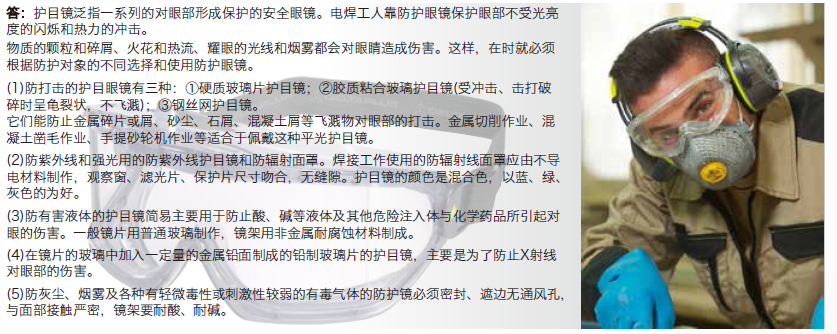 答：护目镜泛指一系列的对眼部形成保护的安全眼镜。电焊工人靠防护眼镜保护眼部不受光亮
度的闪烁和热力的冲击。
物质的颗粒和碎屑、火花和热流、耀眼的光线和烟雾都会对眼睛造成伤害。这样，在时就必须
根据防护对象的不同选择和使用防护眼镜。
(1)防打击的护目眼镜有三种：①硬质玻璃片护目镜；②胶质粘合玻璃护目镜(受冲击、击打破
碎时呈龟裂状，不飞溅)；③钢丝网护目镜。
它们能防止金属碎片或屑、砂尘、石屑、混凝土屑等飞溅物对眼部的打击。金属切削作业、混
凝土凿毛作业、手提砂轮机作业等适合于佩戴这种平光护目镜。
(2)防紫外线和强光用的防紫外线护目镜和防辐射面罩。焊接工作使用的防辐射线面罩应由不导
电材料制作，观察窗、滤光片、保护片尺寸吻合，无缝隙。护目镜的颜色是混合色，以蓝、绿、
灰色的为好。
(3)防有害液体的护目镜简易主要用于防止酸、碱等液体及其他危险注入体与化学药品所引起对
眼的伤害。一般镜片用普通玻璃制作，镜架用非金属耐腐蚀材料制成。
(4)在镜片的玻璃中加入一定量的金属铅面制成的铅制玻璃片的护目镜，主要是为了防止X射线
对眼部的伤害。
(5)防灰尘、烟雾及各种有轻微毒性或刺激性较弱的有毒气体的防护镜必须密封、遮边无通风孔，
与面部接触严密，镜架要耐酸、耐碱。